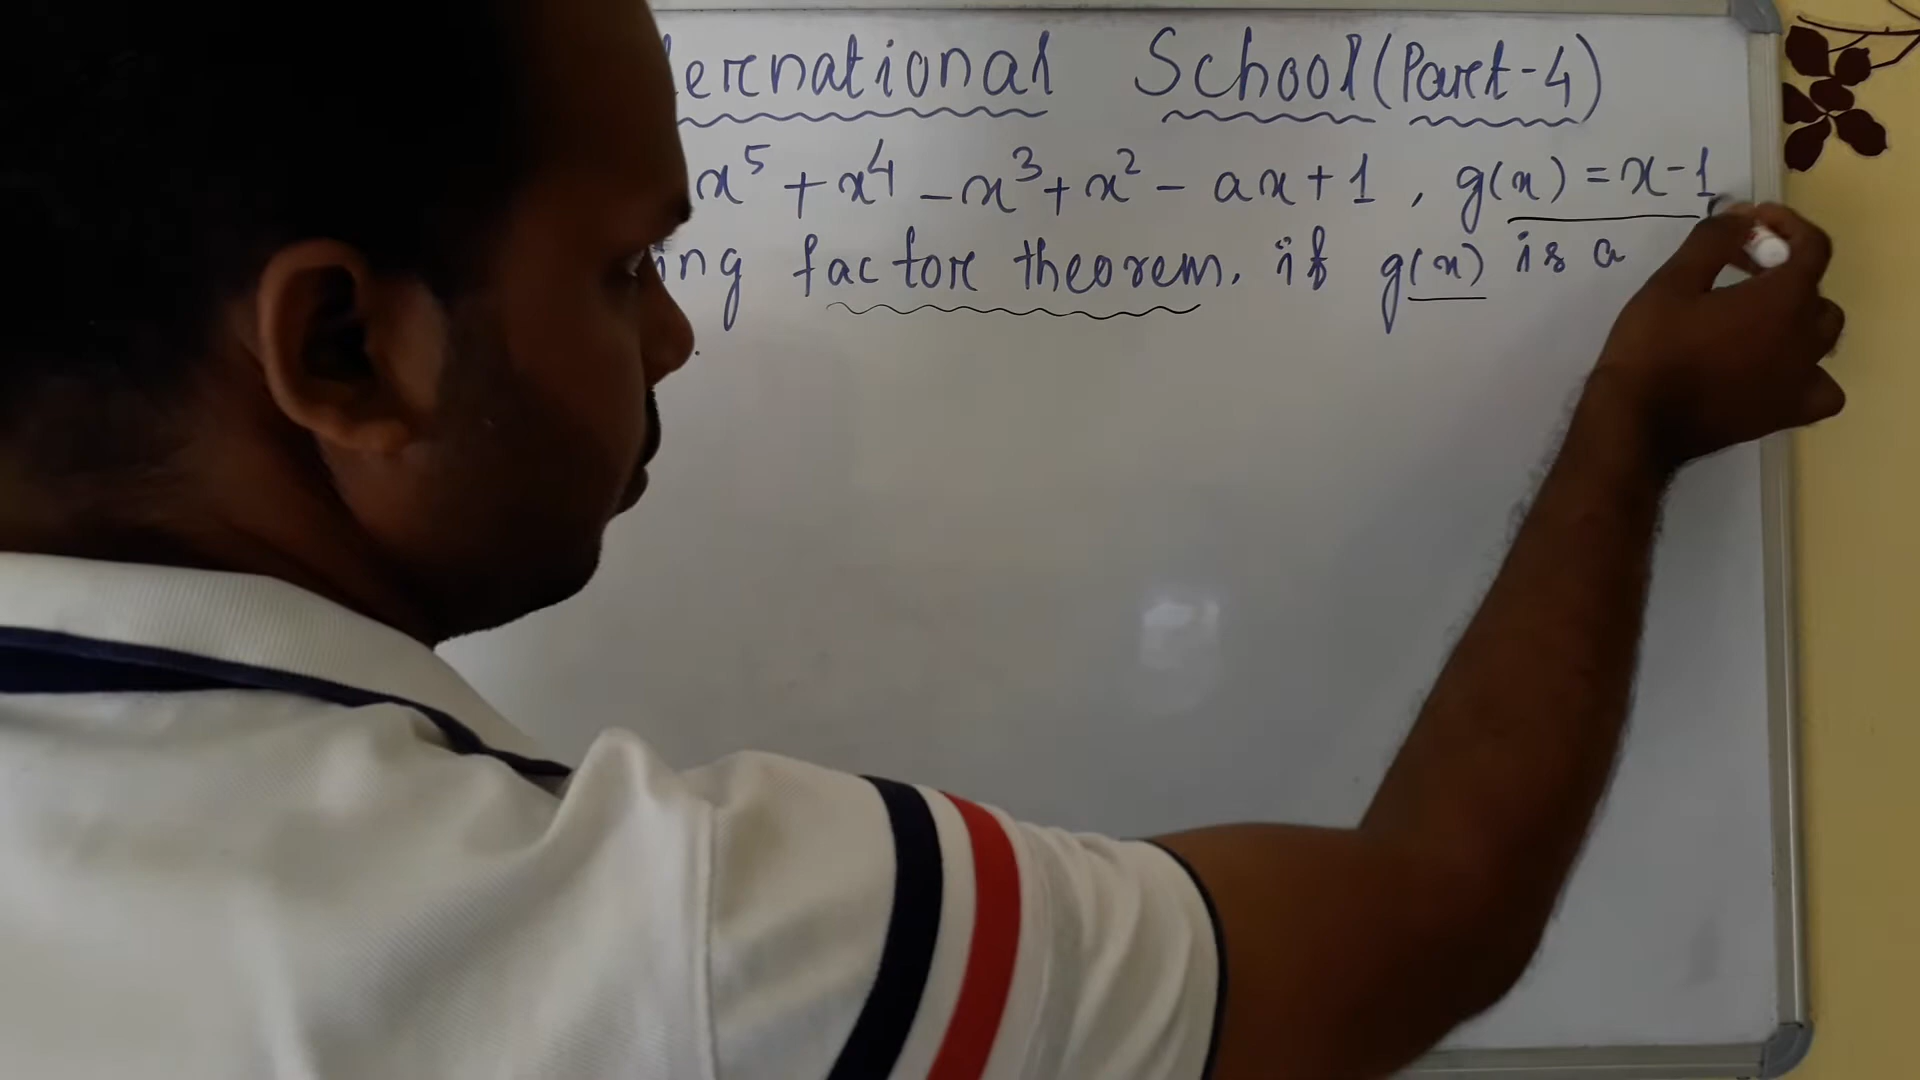 ernational School (Part-4)
x⁵ + x⁴ - x³ + x² - ax + 1 , g(x) = x-1
ing factor theorem. if g(x) is a